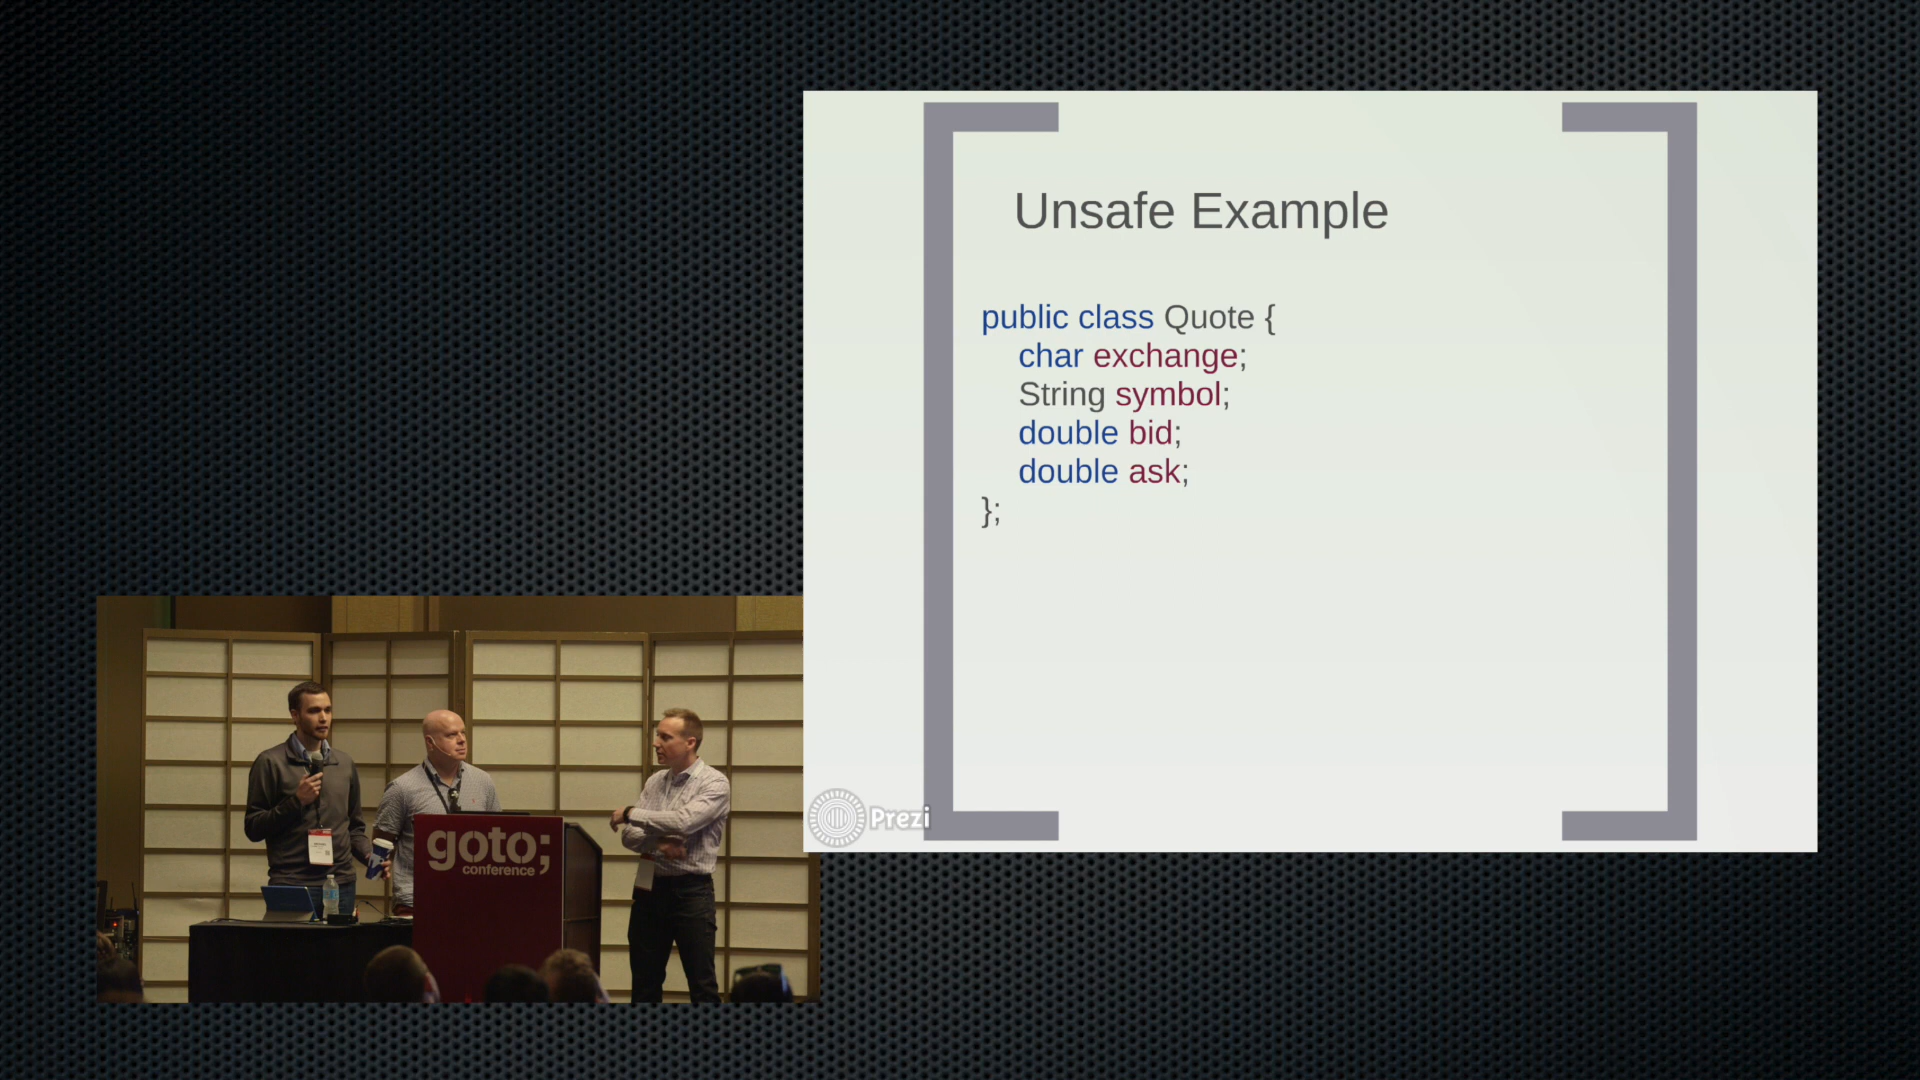 Unsafe Example
public class Quote {
char exchange;
String symbol;
double bid;
double ask;
};
Prezi
goto;
conference